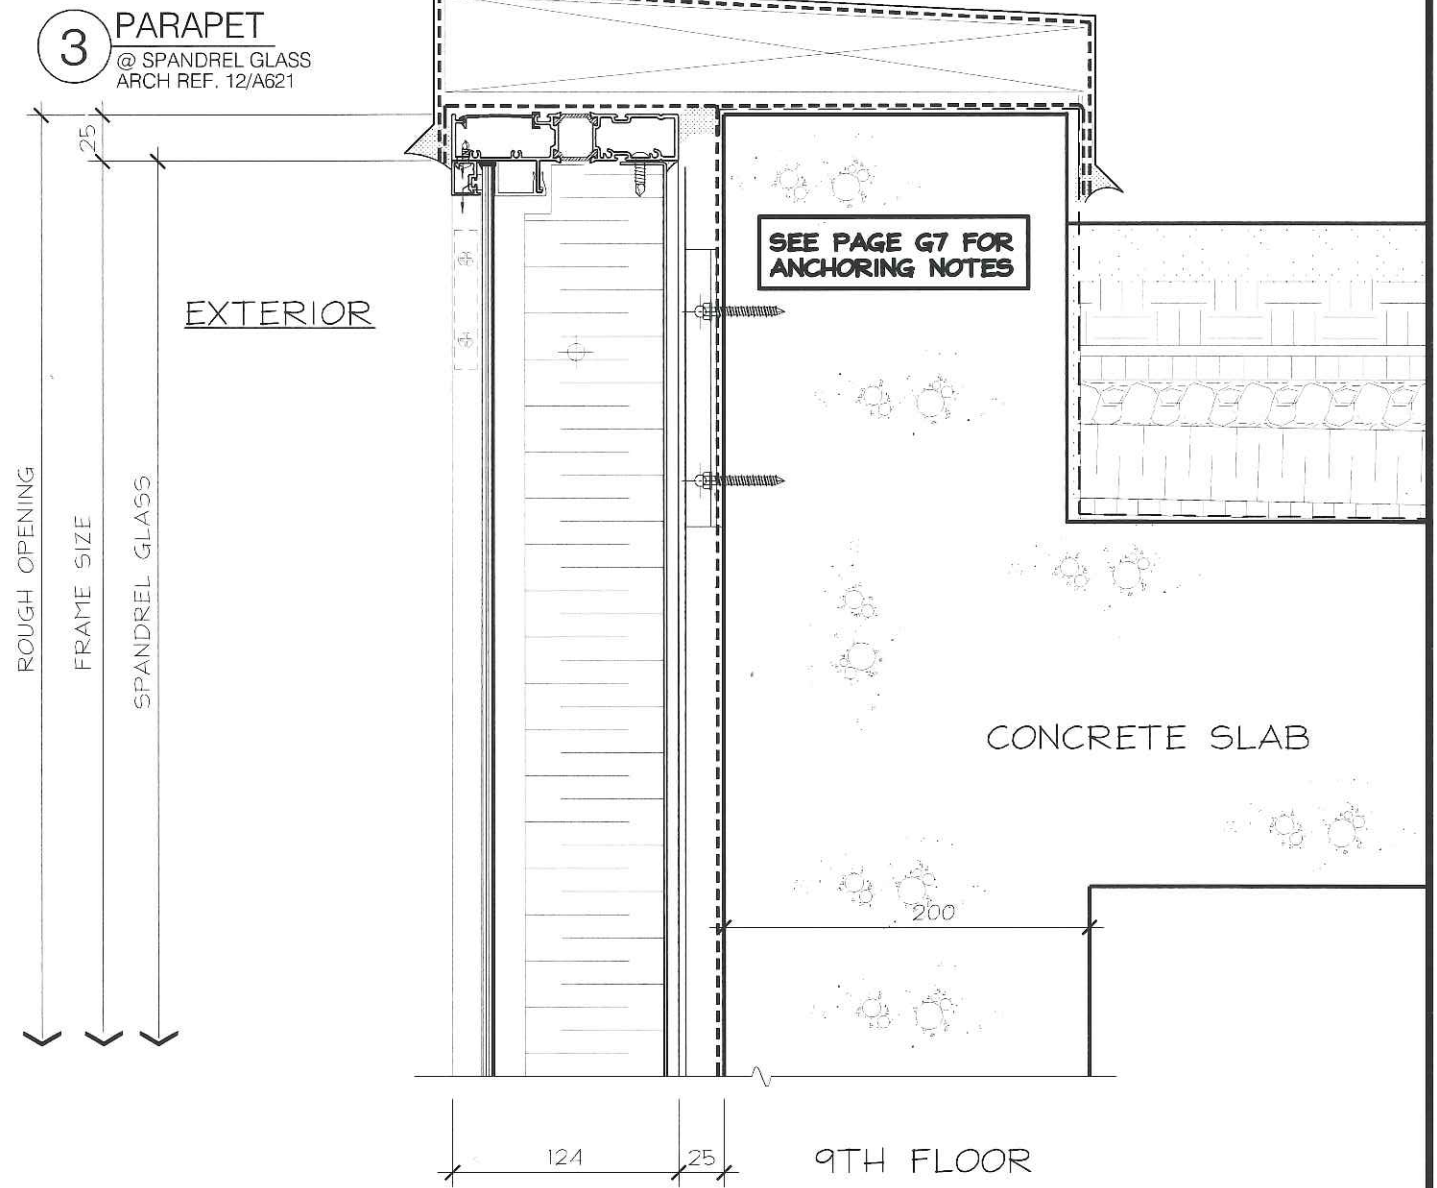 3
PARAPET
@ SPANDREL GLASS
ARCH REF. 12/A621
25
SEE PAGE G7 FOR
ANCHORING NOTES
EXTERIOR
ROUGH OPENING
FRAME SIZE
SPANDREL GLASS
CONCRETE SLAB
200
124
25
9TH FLOOR